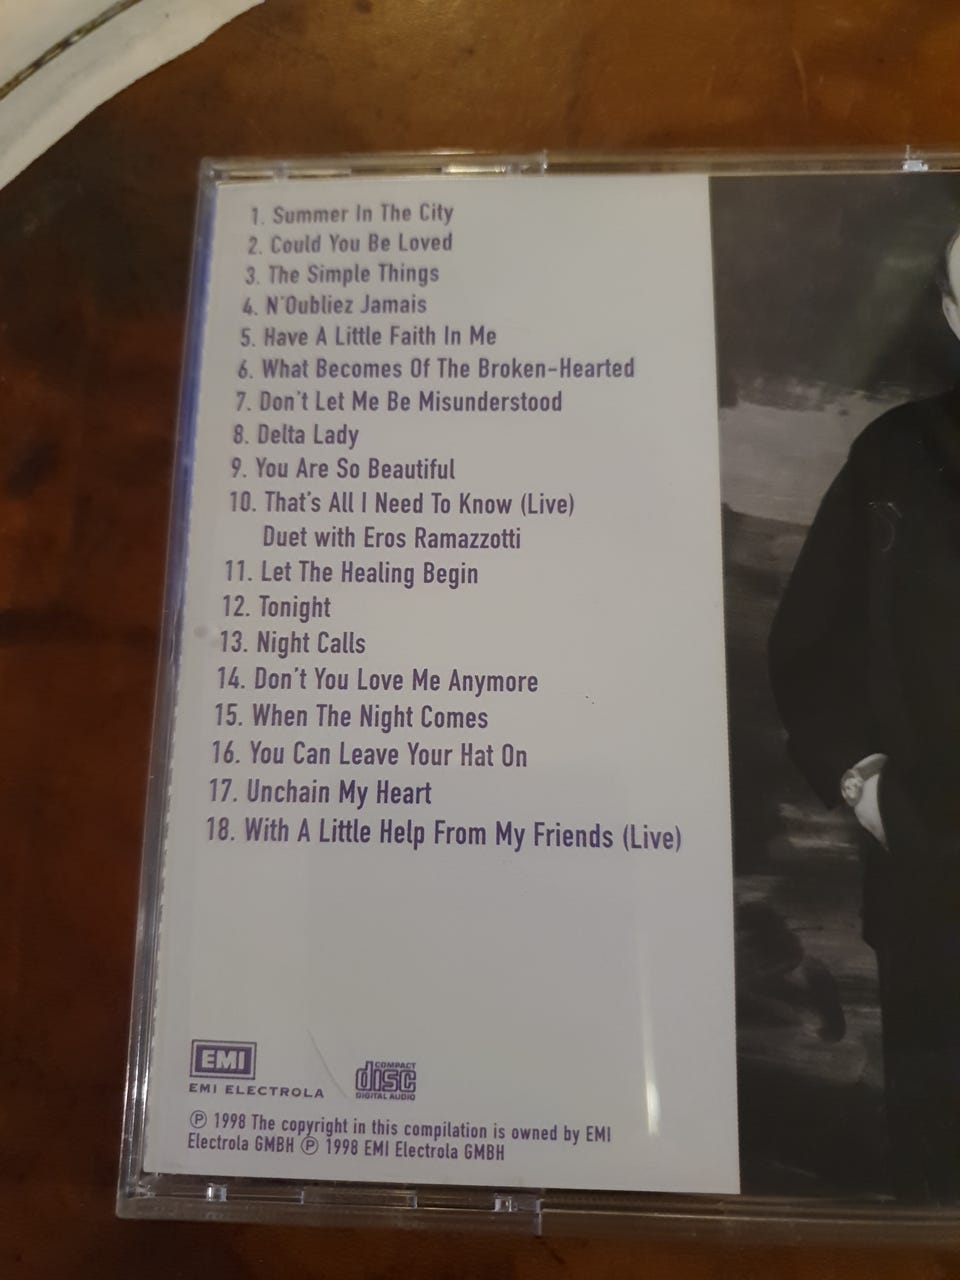 1. Summer In The City
2. Could You Be Loved
3. The Simple Things
4. N'Oubliez Jamais
5. Have A Little Faith In Me
6. What Becomes Of The Broken-Hearted
7. Don't Let Me Be Misunderstood
8. Delta Lady
9. You Are So Beautiful
10. That's All I Need To Know (Live)
Duet with Eros Ramazzotti
11. Let The Healing Begin
12. Tonight
13. Night Calls
14. Don't You Love Me Anymore
15. When The Night Comes
16. You Can Leave Your Hat On
17. Unchain My Heart
18. With A Little Help From My Friends (Live)
EMI
EMI ELECTROLA
COMPACT
disc
DIGITAL AUDIO
℗ 1998 The copyright in this compilation is owned by EMI
Electrola GMBH ℗ 1998 EMI Electrola GMBH